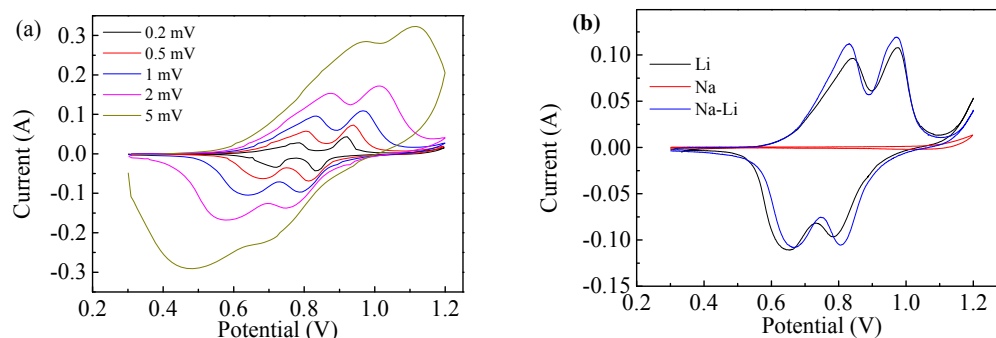 (a)
0.3
0.2
0.1
0.0
-0.1
-0.2
-0.3
Current (A)
0.2 mV
0.5 mV
1 mV
2 mV
5 mV
0.2 0.4 0.6 0.8 1.0 1.2
Potential (V)
(b)
0.10
0.05
0.00
-0.05
-0.10
-0.15
Current (A)
Li
Na
Na-Li
0.2 0.4 0.6 0.8 1.0 1.2
Potential (V)